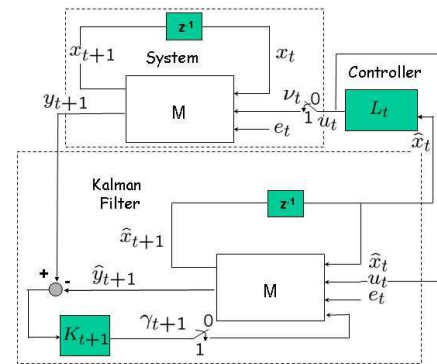 z⁻¹
x_{t+1}
System
x_t
Controller
y_{t+1}
M
ν_t
0
1
u_t
L_t
e_t
x̂_t
Kalman
Filter
z⁻¹
x̂_{t+1}
x̂_t
+
-
ŷ_{t+1}
M
u_t
e_t
K_{t+1}
γ_{t+1}
0
1